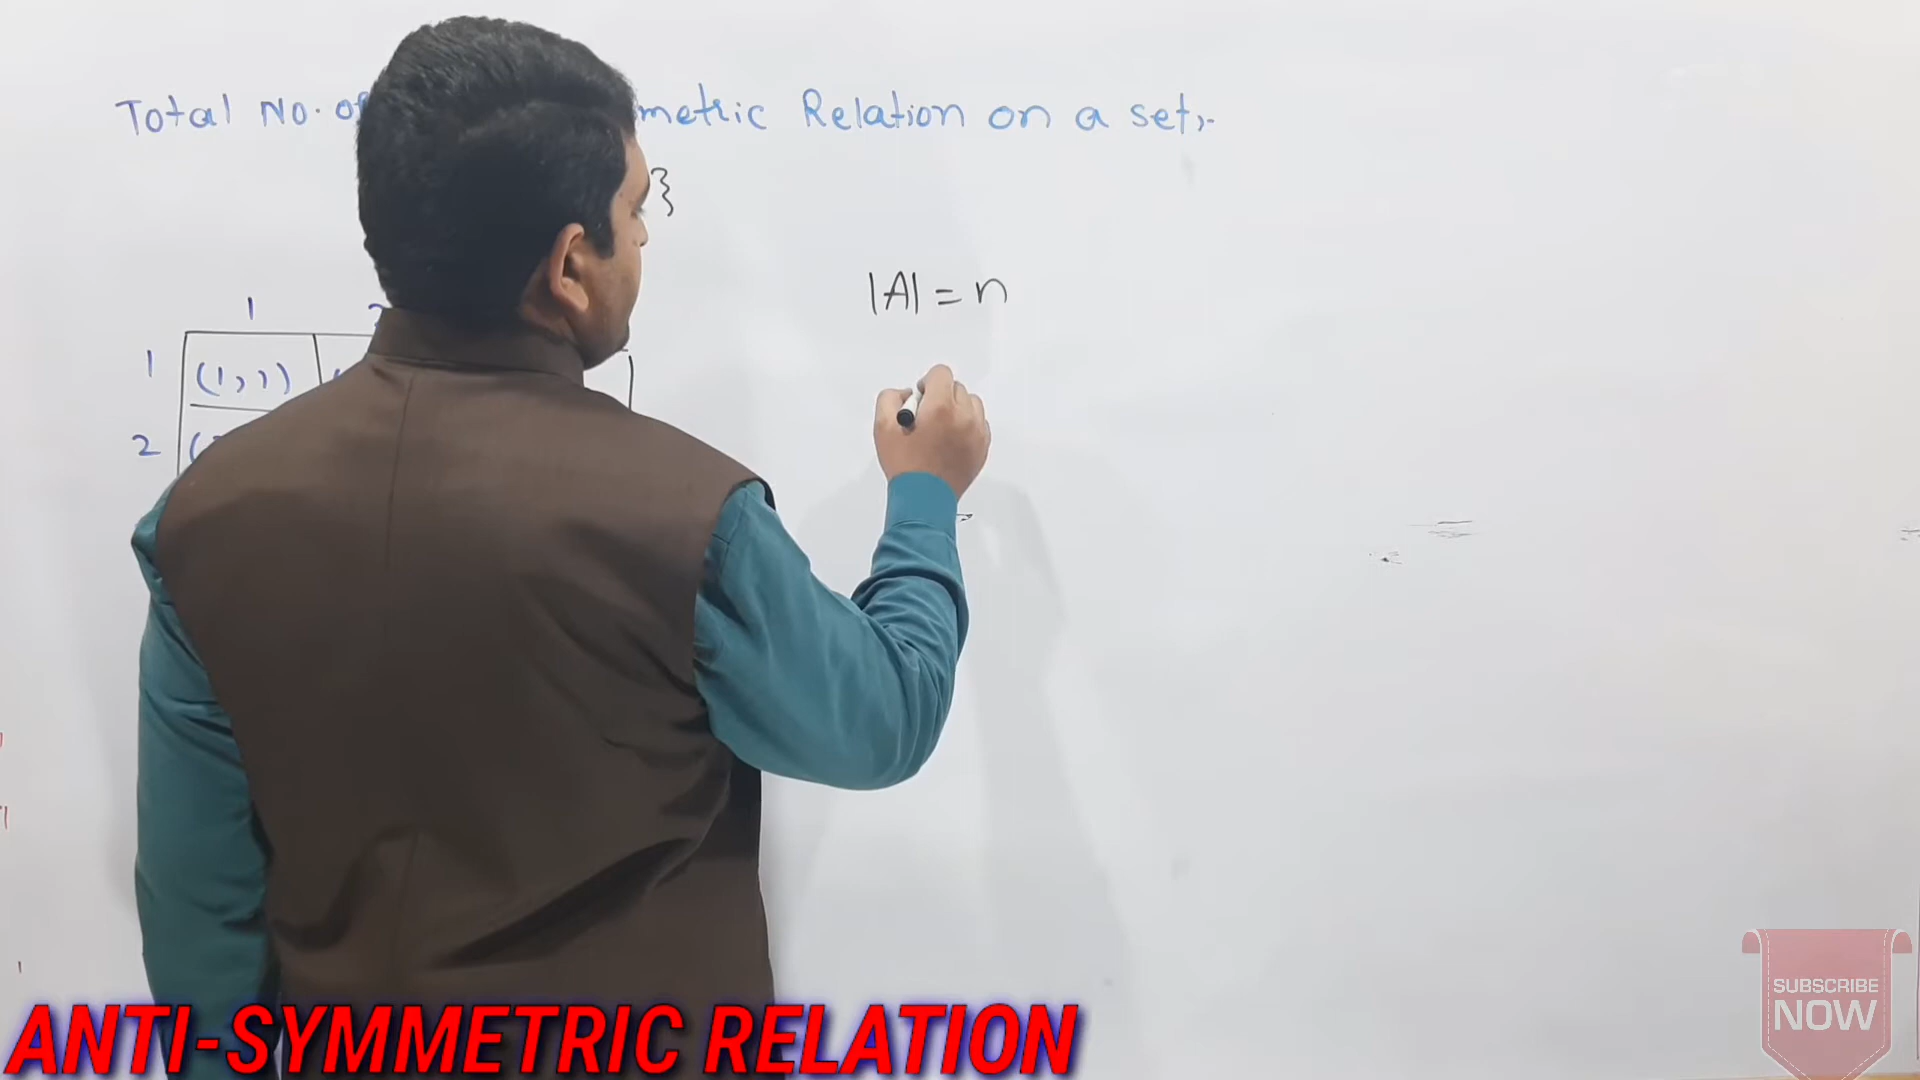 Total No. of metric Relation on a set:-
}
|A| = n
1
1 (1, 1)
2
ANTI-SYMMETRIC RELATION
SUBSCRIBE
NOW